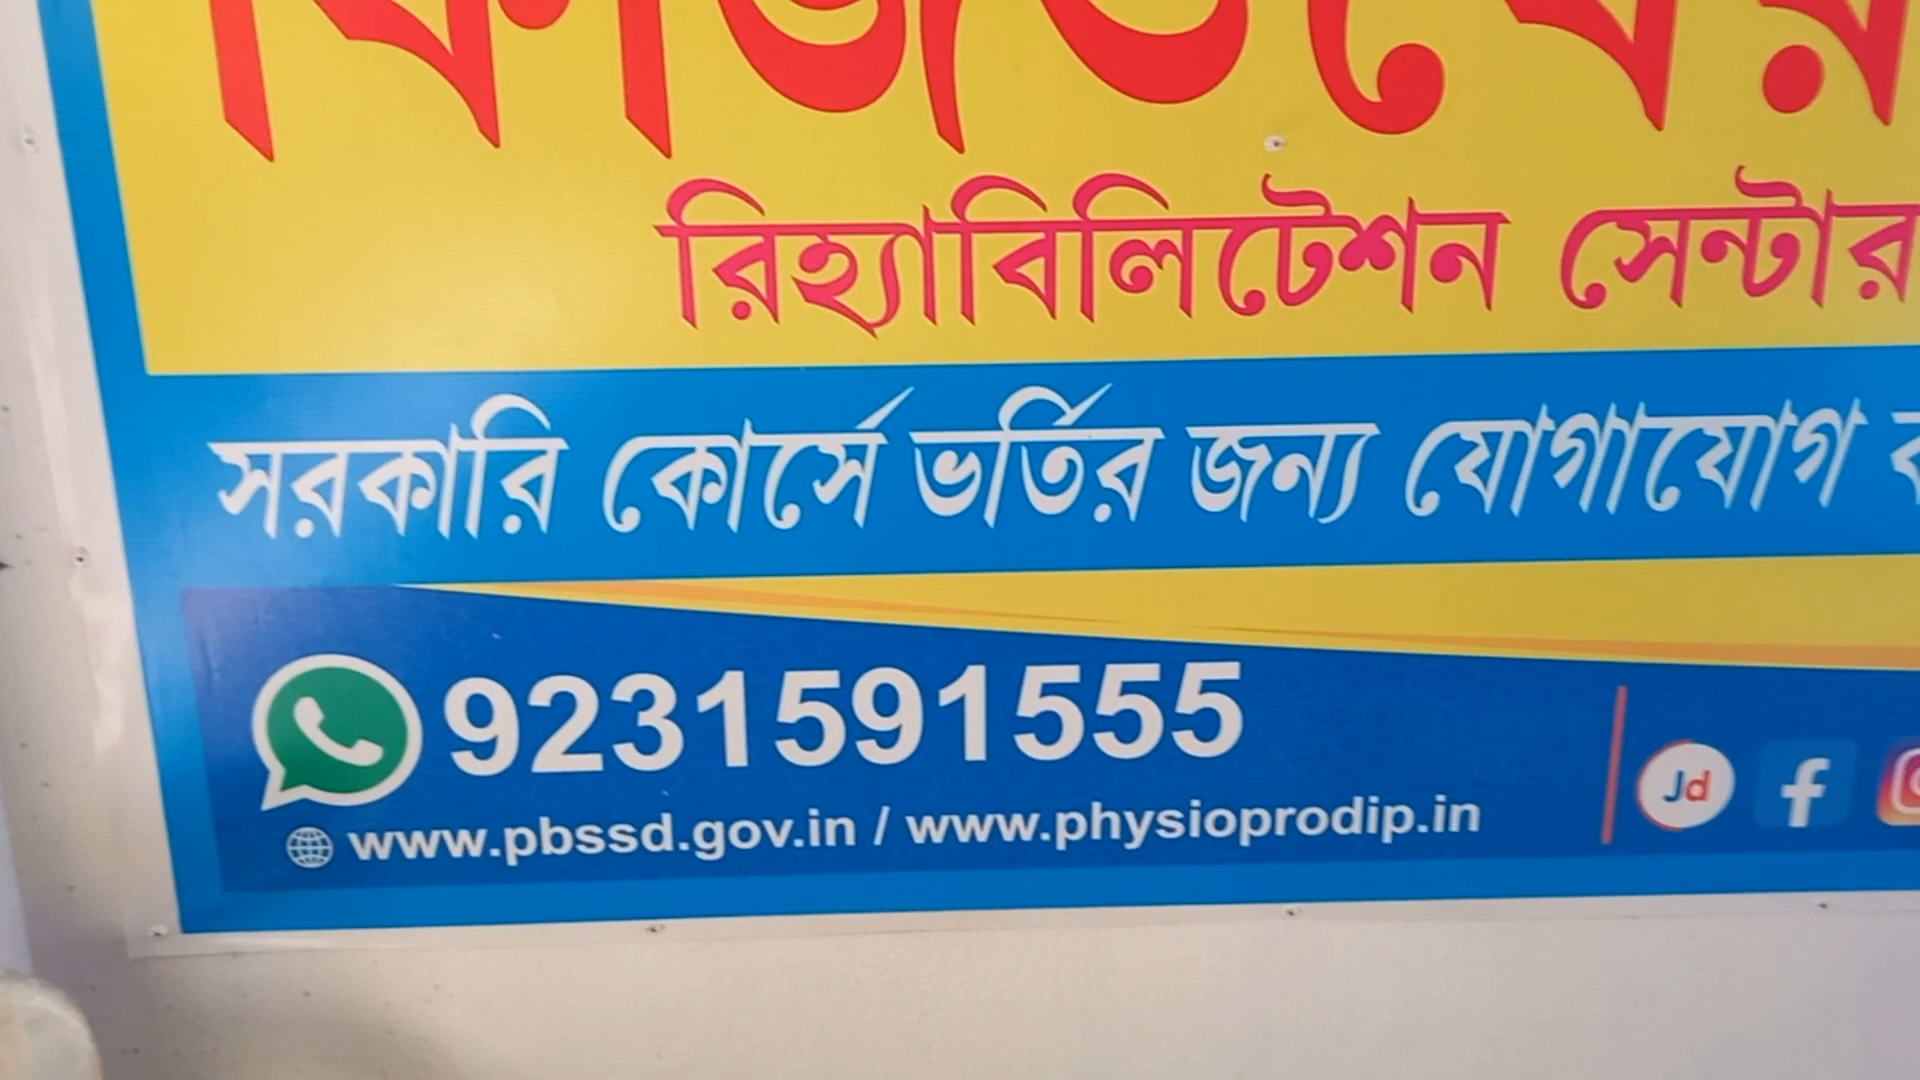 রিহ্যাবিলিটেশন সেন্টার
সরকারি কোর্সে ভর্তির জন্য যোগাযোগ
9231591555
www.pbssd.gov.in / www.physioprodip.in
Jd